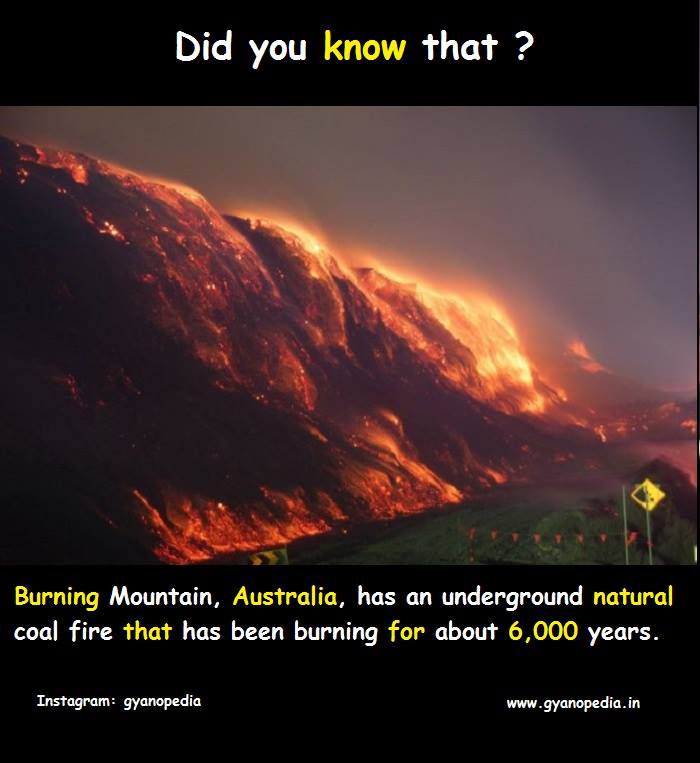 Did you know that ?
Burning Mountain, Australia, has an underground natural
coal fire that has been burning for about 6,000 years.
Instagram: gyanopedia
www.gyanopedia.in